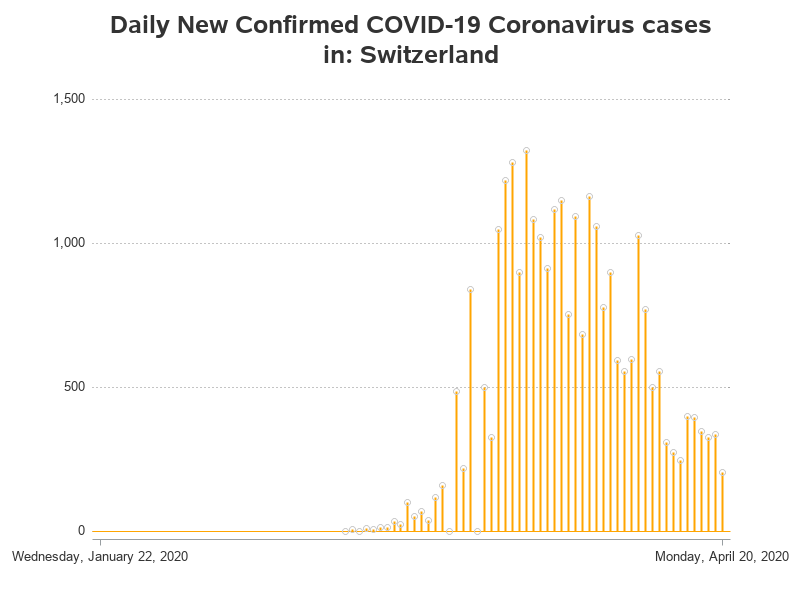 Daily New Confirmed COVID-19 Coronavirus cases
in: Switzerland
1,500
1,000
500
0
Wednesday, January 22, 2020
Monday, April 20, 2020